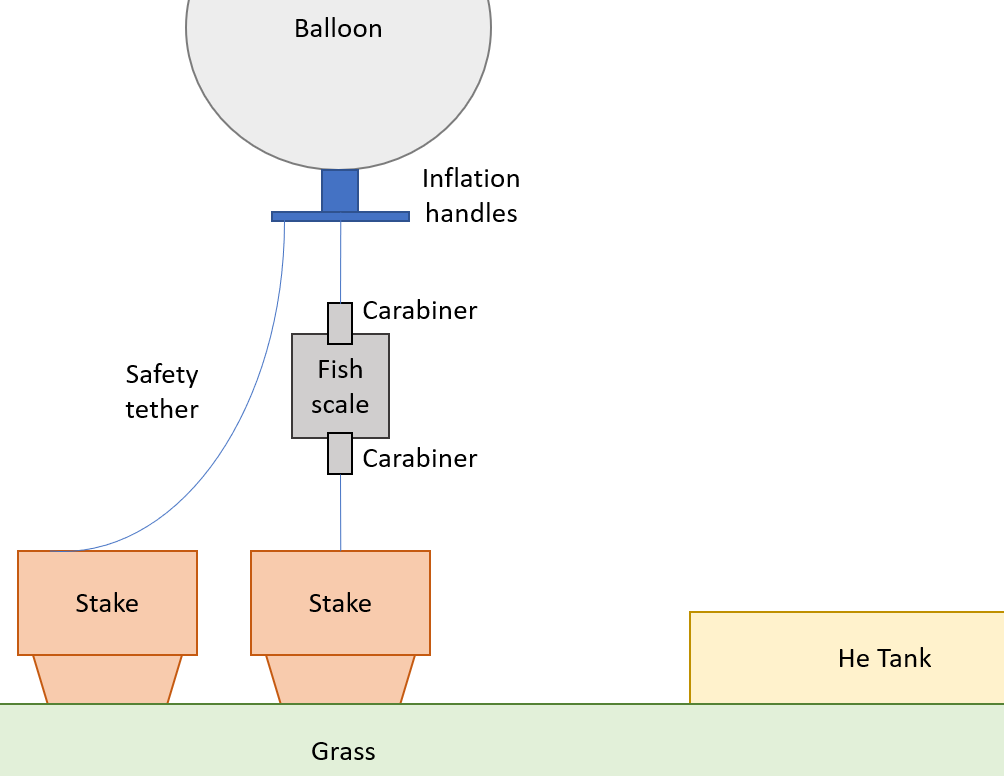 Balloon
Inflation
handles
Carabiner
Fish
scale
Safety
tether
Carabiner
Stake
Stake
He Tank
Grass